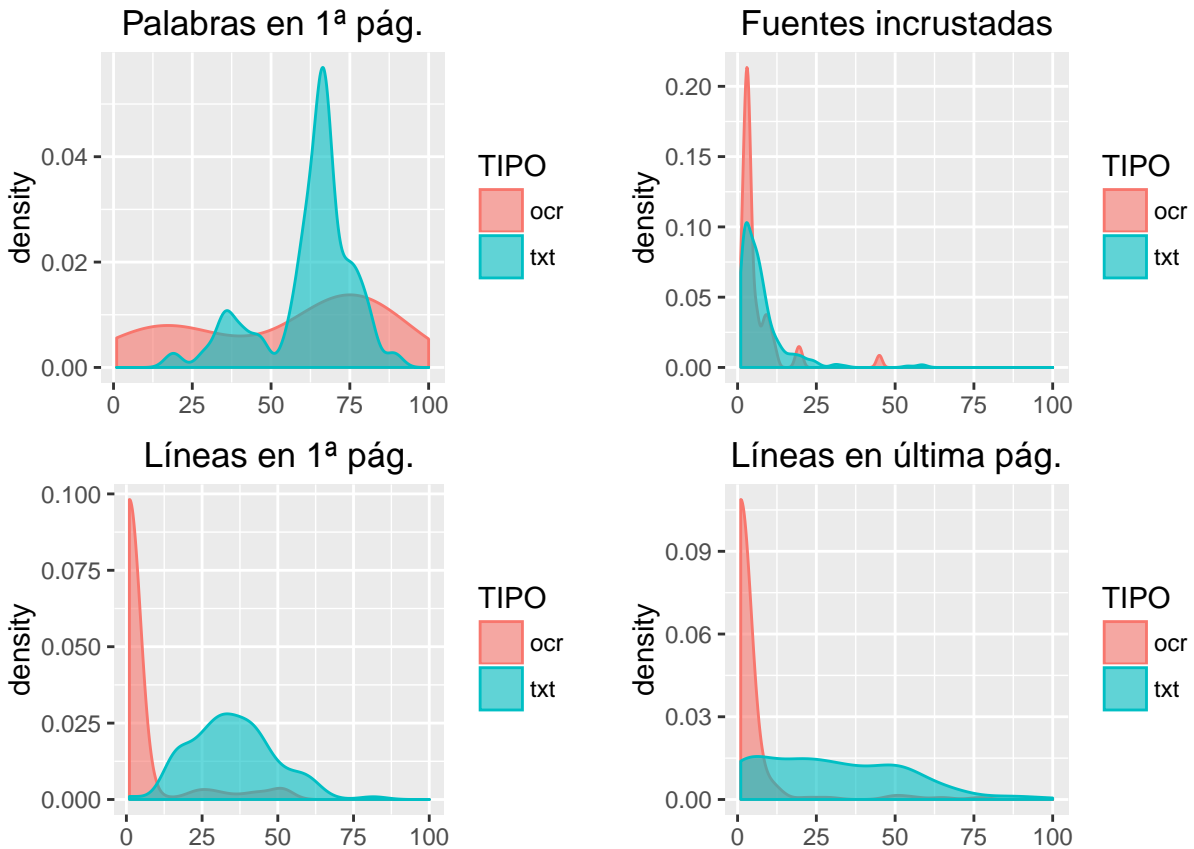 Palabras en 1ª pág.
density
0.04
0.02
0.00
0 25 50 75 100
TIPO
ocr
txt
Fuentes incrustadas
density
0.20
0.15
0.10
0.05
0.00
0 25 50 75 100
TIPO
ocr
txt
Líneas en 1ª pág.
density
0.100
0.075
0.050
0.025
0.000
0 25 50 75 100
TIPO
ocr
txt
Líneas en última pág.
density
0.09
0.06
0.03
0.00
0 25 50 75 100
TIPO
ocr
txt